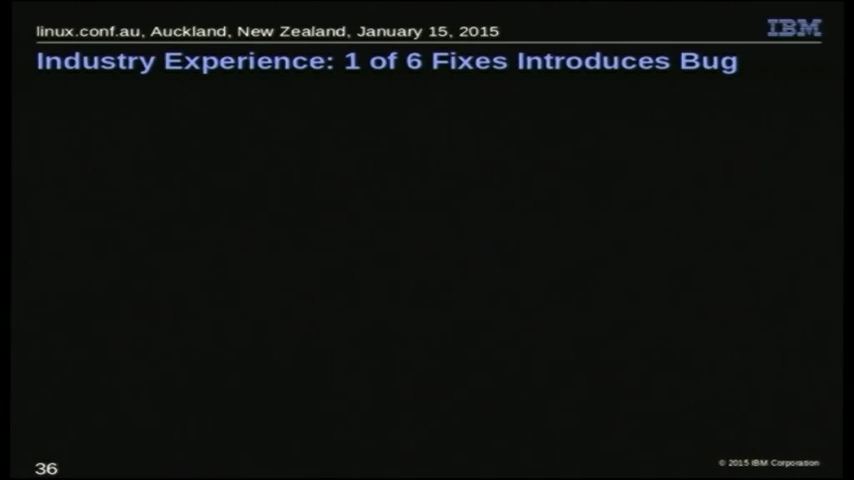 linux.conf.au, Auckland, New Zealand, January 15, 2015
IBM
Industry Experience: 1 of 6 Fixes Introduces Bug
36
© 2015 IBM Corporation